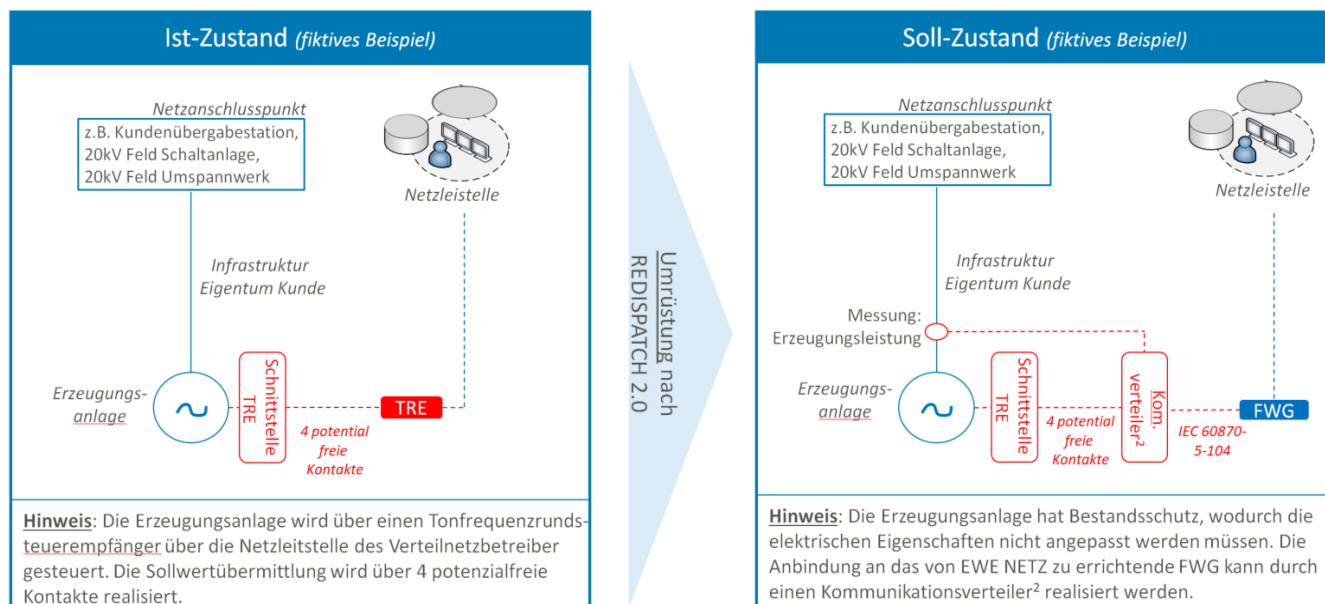 Ist-Zustand (fiktives Beispiel)
Netzanschlusspunkt
z.B. Kundenübergabestation,
20kV Feld Schaltanlage,
20kV Feld Umspannwerk
Netzleistelle
Infrastruktur
Eigentum Kunde
Erzeugungs-
anlage
Schnittstelle
TRE
4 potential
freie
Kontakte
TRE
Hinweis: Die Erzeugungsanlage wird über einen Tonfrequenzrunds-
teuerempfänger über die Netzleitstelle des Verteilnetzbetreiber
gesteuert. Die Sollwertübermittlung wird über 4 potenzialfreie
Kontakte realisiert.
Umrüstung nach
REDISPATCH 2.0
Soll-Zustand (fiktives Beispiel)
Netzanschlusspunkt
z.B. Kundenübergabestation,
20kV Feld Schaltanlage,
20kV Feld Umspannwerk
Netzleistelle
Infrastruktur
Eigentum Kunde
Messung:
Erzeugungsleistung
Erzeugungs-
anlage
Schnittstelle
TRE
4 potential
freie
Kontakte
Kom.
verteiler²
IEC 60870-
5-104
FWG
Hinweis: Die Erzeugungsanlage hat Bestandsschutz, wodurch die
elektrischen Eigenschaften nicht angepasst werden müssen. Die
Anbindung an das von EWE NETZ zu errichtende FWG kann durch
einen Kommunikationsverteiler² realisiert werden.